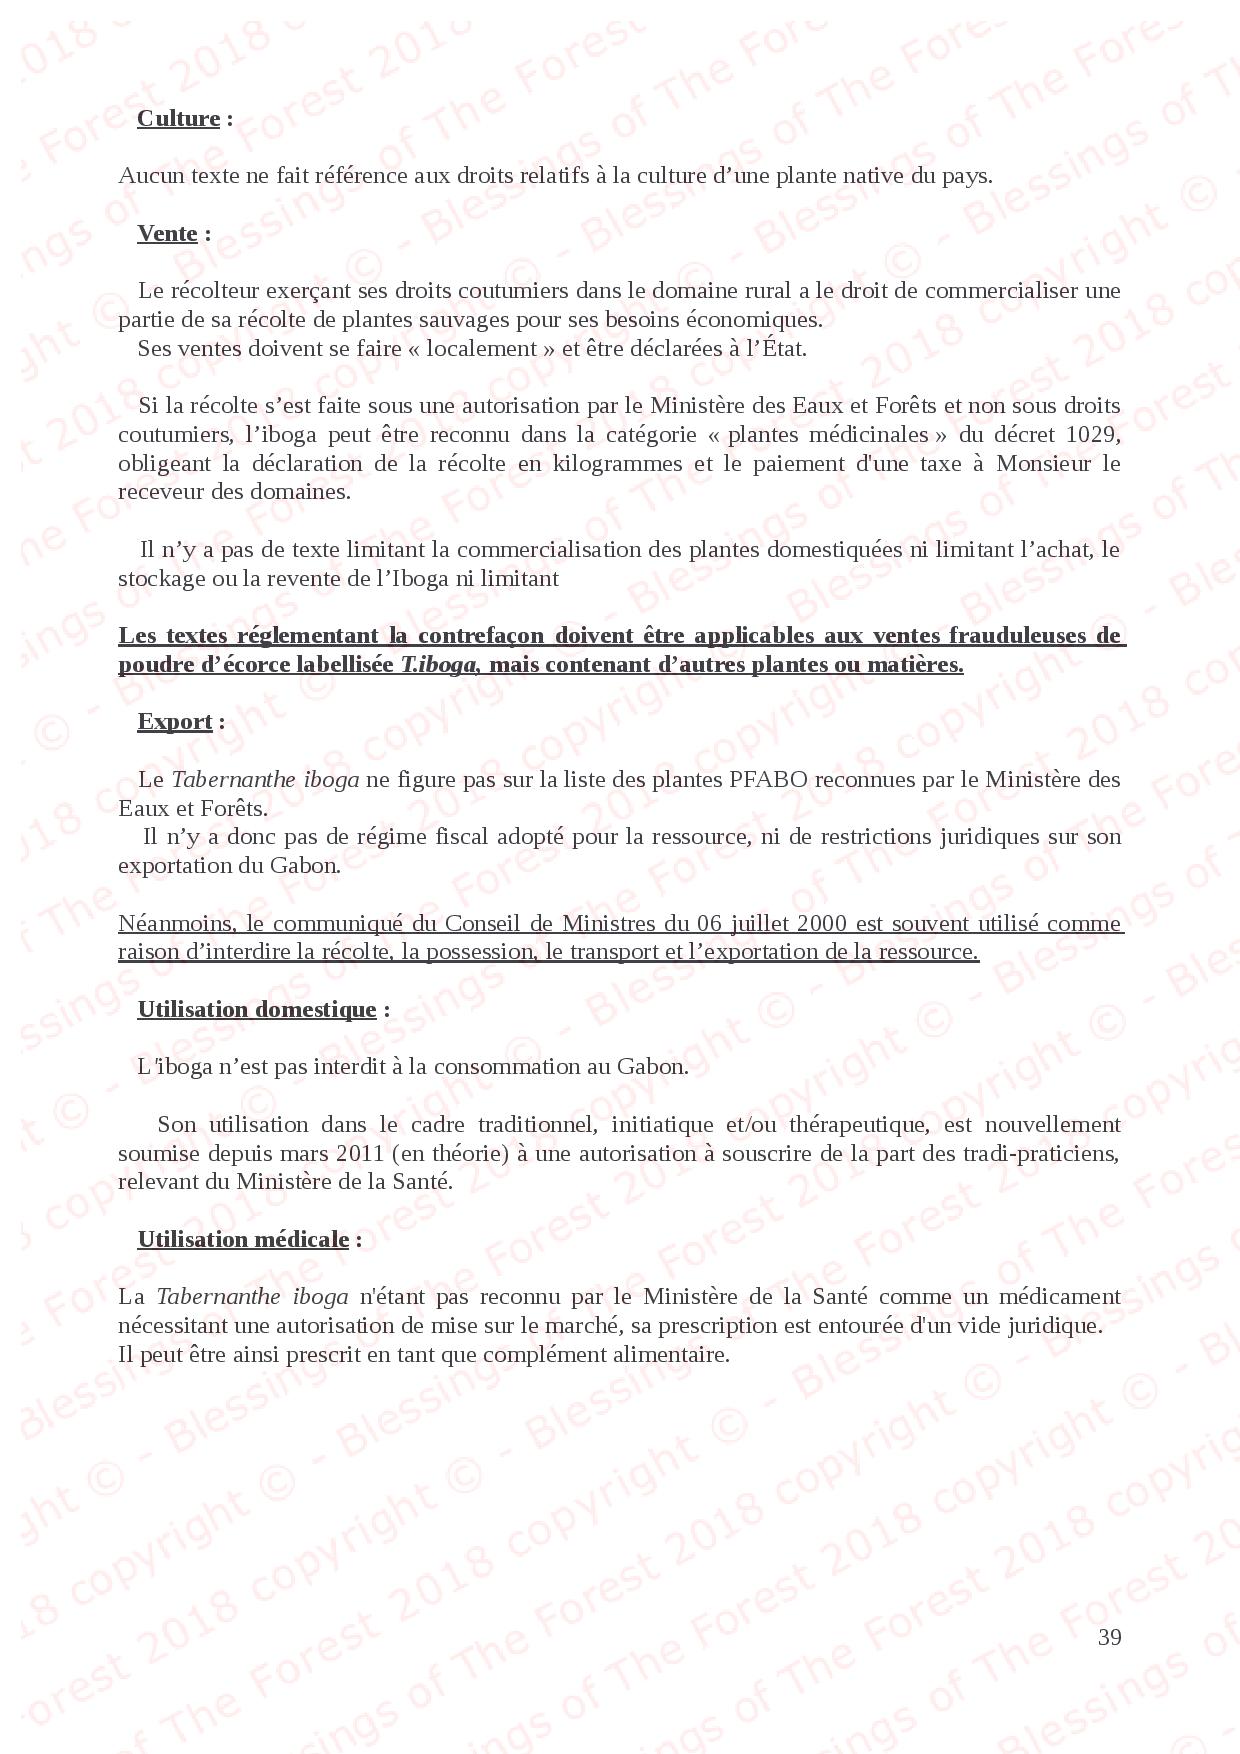 Culture :
Aucun texte ne fait référence aux droits relatifs à la culture d’une plante native du pays.
Vente :
Le récolteur exerçant ses droits coutumiers dans le domaine rural a le droit de commercialiser une
partie de sa récolte de plantes sauvages pour ses besoins économiques.
Ses ventes doivent se faire « localement » et être déclarées à l’État.
Si la récolte s’est faite sous une autorisation par le Ministère des Eaux et Forêts et non sous droits
coutumiers, l’iboga peut être reconnu dans la catégorie « plantes médicinales » du décret 1029,
obligeant la déclaration de la récolte en kilogrammes et le paiement d'une taxe à Monsieur le
receveur des domaines.
Il n’y a pas de texte limitant la commercialisation des plantes domestiquées ni limitant l’achat, le
stockage ou la revente de l’Iboga ni limitant
Les textes réglementant la contrefaçon doivent être applicables aux ventes frauduleuses de
poudre d’écorce labellisée T.iboga, mais contenant d’autres plantes ou matières.
Export :
Le Tabernanthe iboga ne figure pas sur la liste des plantes PFABO reconnues par le Ministère des
Eaux et Forêts.
Il n’y a donc pas de régime fiscal adopté pour la ressource, ni de restrictions juridiques sur son
exportation du Gabon.
Néanmoins, le communiqué du Conseil de Ministres du 06 juillet 2000 est souvent utilisé comme
raison d’interdire la récolte, la possession, le transport et l’exportation de la ressource.
Utilisation domestique :
L'iboga n’est pas interdit à la consommation au Gabon.
Son utilisation dans le cadre traditionnel, initiatique et/ou thérapeutique, est nouvellement
soumise depuis mars 2011 (en théorie) à une autorisation à souscrire de la part des tradi-praticiens,
relevant du Ministère de la Santé.
Utilisation médicale :
La Tabernanthe iboga n'étant pas reconnu par le Ministère de la Santé comme un médicament
nécessitant une autorisation de mise sur le marché, sa prescription est entourée d'un vide juridique.
Il peut être ainsi prescrit en tant que complément alimentaire.
39